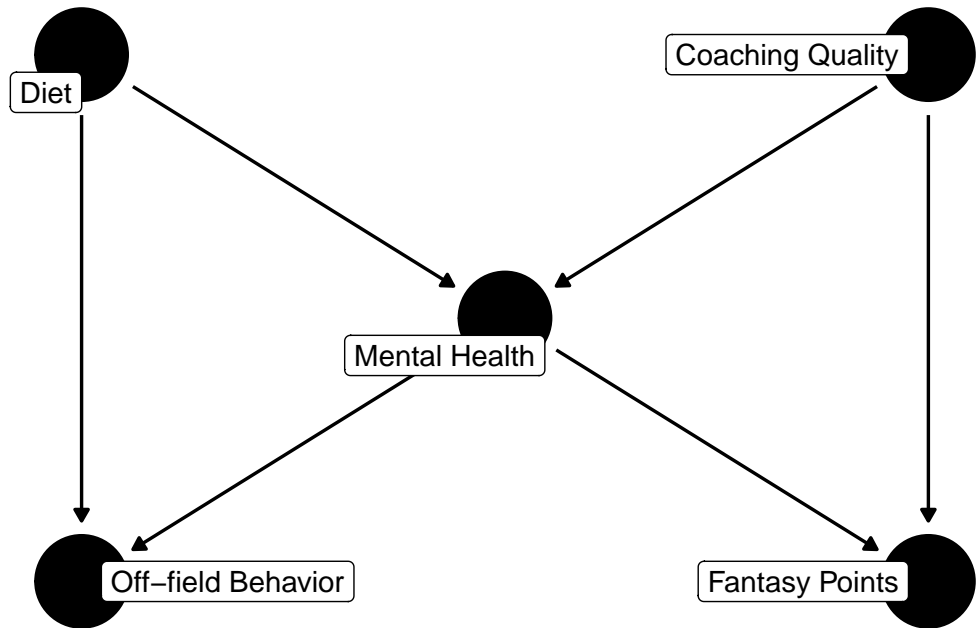 Diet
Coaching Quality
Mental Health
Off−field Behavior
Fantasy Points